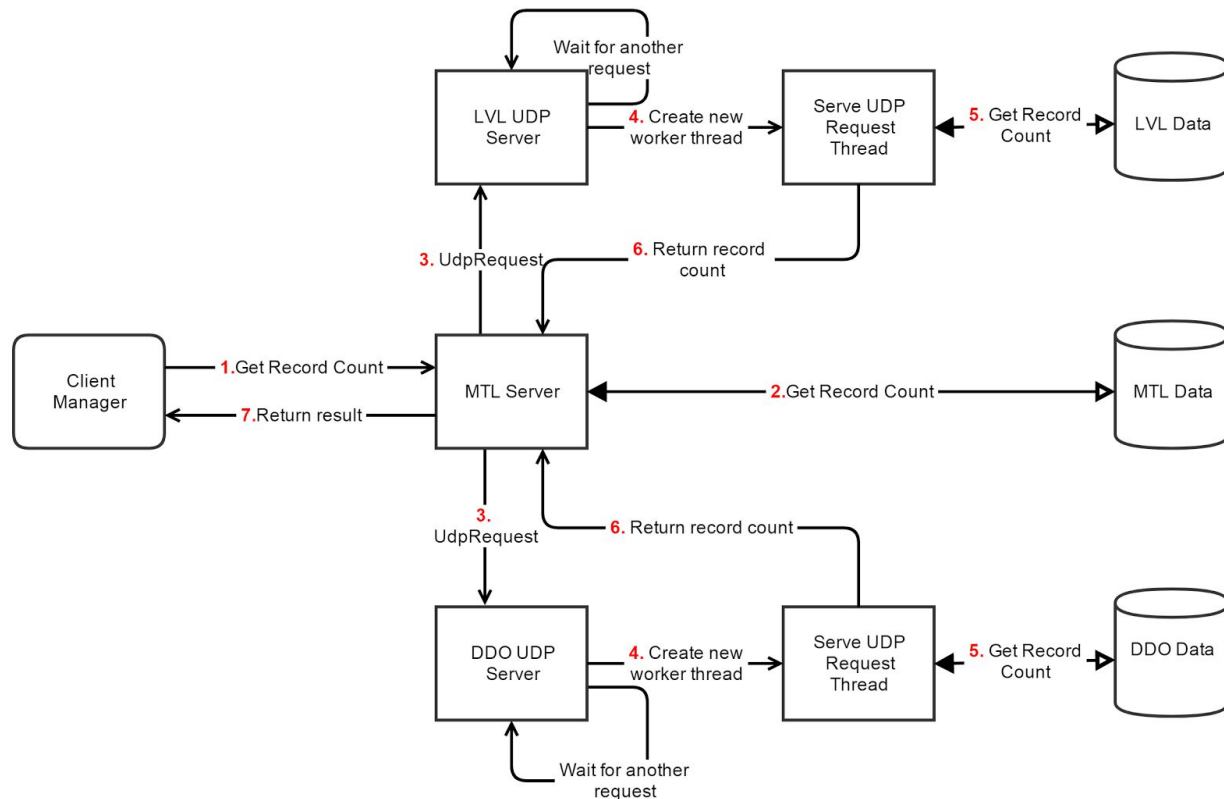 Wait for another
request
LVL UDP
Server
4. Create new
worker thread
Serve UDP
Request
Thread
5. Get Record
Count
LVL Data
3. UdpRequest
6. Return record
count
Client
Manager
1.Get Record Count
7.Return result
MTL Server
2.Get Record Count
MTL Data
3.
UdpRequest
6. Return record count
DDO UDP
Server
4. Create new
worker thread
Serve UDP
Request
Thread
5. Get Record
Count
DDO Data
Wait for another
request